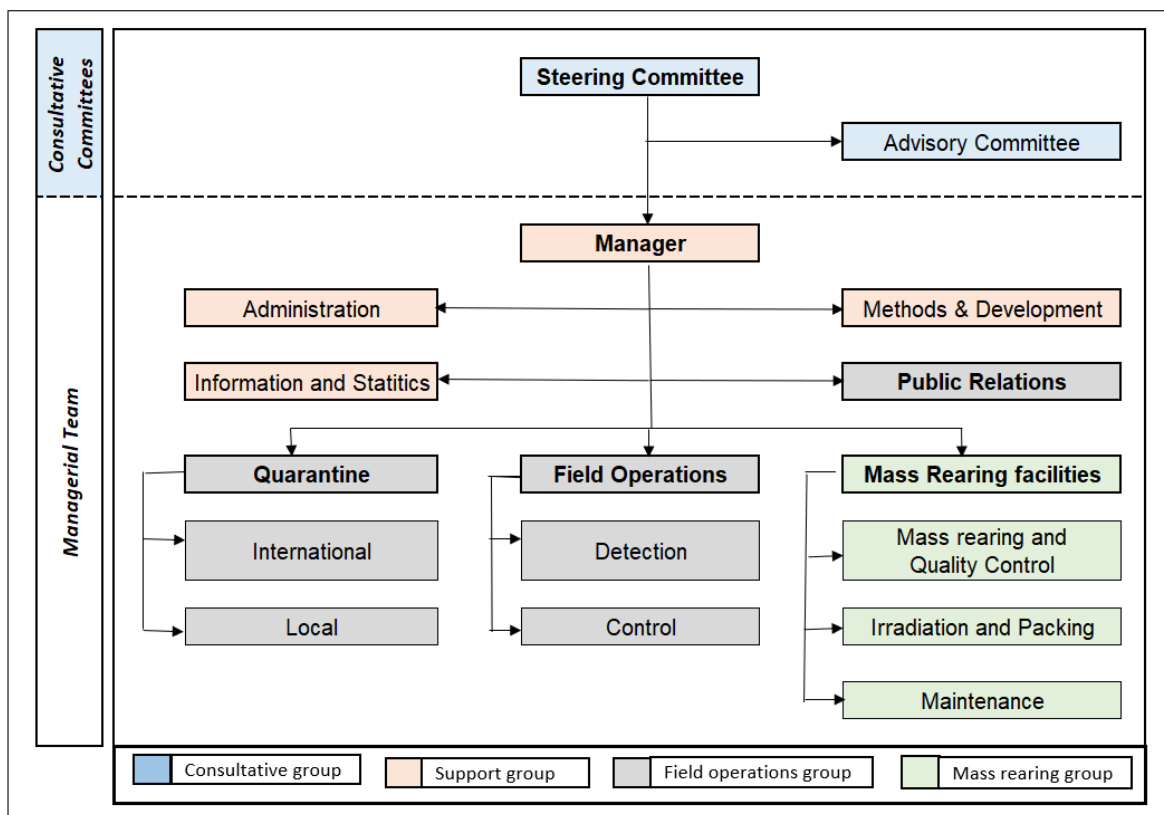 Consultative
Committees
Steering Committee
Advisory Committee
Managerial Team
Manager
Administration
Methods & Development
Information and Statitics
Public Relations
Quarantine
Field Operations
Mass Rearing facilities
International
Detection
Mass rearing and
Quality Control
Local
Control
Irradiation and Packing
Maintenance
Consultative group
Support group
Field operations group
Mass rearing group